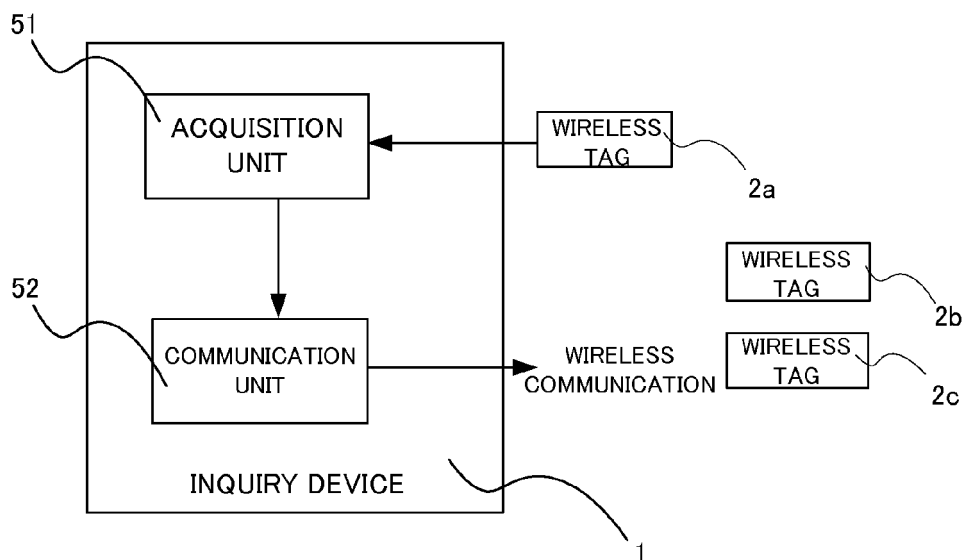 51
ACQUISITION
UNIT
WIRELESS
TAG
2a
WIRELESS
TAG
2b
52
COMMUNICATION
UNIT
WIRELESS
COMMUNICATION
WIRELESS
TAG
2c
INQUIRY DEVICE
1